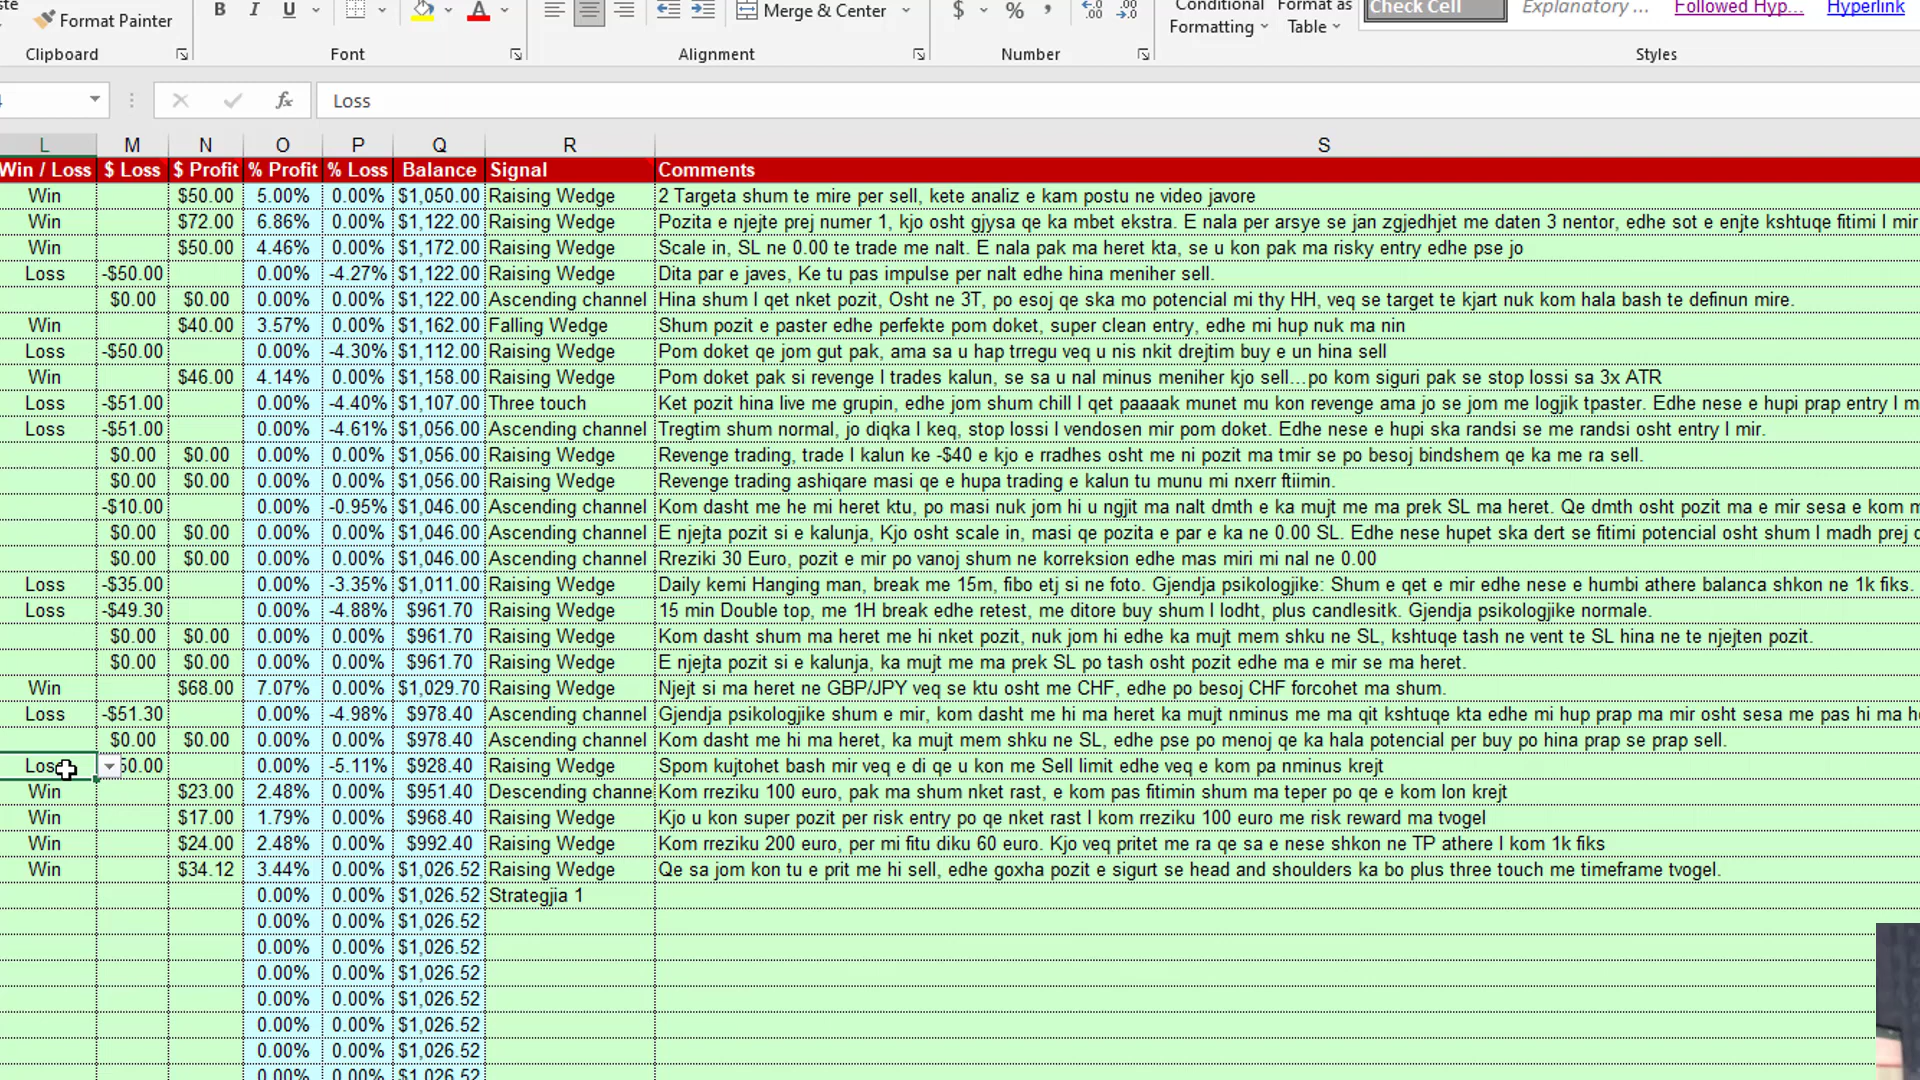 Format Painter
B I U A
Merge & Center
$ % ,
Conditional Formatting
Format as Table
Check Cell
Explanatory ...
Followed Hyp...
Hyperlink
Clipboard Font Alignment Number Styles
fx Loss
L M N O P Q R S
Win / Loss $ Loss $ Profit % Profit % Loss Balance Signal Comments
Win $50.00 5.00% 0.00% $1,050.00 Raising Wedge 2 Targeta shum te mire per sell, kete analiz e kam postu ne video javore
Win $72.00 6.86% 0.00% $1,122.00 Raising Wedge Pozita e njejte prej numer 1, kjo osht gjysa qe ka mbet ekstra. E nala per arsye se jan zgjedhjet me daten 3 nentor, edhe sot e enjte kshtuqe fitimi I mir
Win $50.00 4.46% 0.00% $1,172.00 Raising Wedge Scale in, SL ne 0.00 te trade me nalt. E nala pak ma heret kta, se u kon pak ma risky entry edhe pse jo
Loss -$50.00 0.00% -4.27% $1,122.00 Raising Wedge Dita par e javes, Ke tu pas impulse per nalt edhe hina meniher sell.
$0.00 $0.00 0.00% 0.00% $1,122.00 Ascending channel Hina shum I qet nket pozit, Osht ne 3T, po esoj qe ska mo potencial mi thy HH, veq se target te kjart nuk kom hala bash te definun mire.
Win $40.00 3.57% 0.00% $1,162.00 Falling Wedge Shum pozit e paster edhe perfekte pom doket, super clean entry, edhe mi hup nuk ma nin
Loss -$50.00 0.00% -4.30% $1,112.00 Raising Wedge Pom doket qe jom gut pak, ama sa u hap trregu veq u nis nkit drejtim buy e un hina sell
Win $46.00 4.14% 0.00% $1,158.00 Raising Wedge Pom doket pak si revenge I trades kalun, se sa u nal minus meniher kjo sell...po kom siguri pak se stop lossi sa 3x ATR
Loss -$51.00 0.00% -4.40% $1,107.00 Three touch Ket pozit hina live me grupin, edhe jom shum chill I qet paaaak munet mu kon revenge ama jo se jom me logjik tpaster. Edhe nese e hupi prap entry I m
Loss -$51.00 0.00% -4.61% $1,056.00 Ascending channel Tregtim shum normal, jo diqka I keq, stop lossi I vendosen mir pom doket. Edhe nese e hupi ska randsi se me randsi osht entry I mir.
$0.00 $0.00 0.00% 0.00% $1,056.00 Raising Wedge Revenge trading, trade I kalun ke -$40 e kjo e rradhes osht me ni pozit ma tmir se po besoj bindshem qe ka me ra sell.
$0.00 $0.00 0.00% 0.00% $1,056.00 Raising Wedge Revenge trading ashiqare masi qe e hupa trading e kalun tu munu mi nxerr ftiimin.
-$10.00 0.00% -0.95% $1,046.00 Ascending channel Kom dasht me he mi heret ktu, po masi nuk jom hi u ngjit ma nalt dmth e ka mujt me ma prek SL ma heret. Qe dmth osht pozit ma e mir sesa e kom m
$0.00 $0.00 0.00% 0.00% $1,046.00 Ascending channel E njejta pozit si e kalunja, Kjo osht scale in, masi qe pozita e par e ka ne 0.00 SL. Edhe nese hupet ska dert se fitimi potencial osht shum I madh prej
$0.00 $0.00 0.00% 0.00% $1,046.00 Ascending channel Rreziki 30 Euro, pozit e mir po vanoj shum ne korreksion edhe mas miri mi nal ne 0.00
Loss -$35.00 0.00% -3.35% $1,011.00 Raising Wedge Daily kemi Hanging man, break me 15m, fibo etj si ne foto. Gjendja psikologjike: Shum e qet e mir edhe nese e humbi athere balanca shkon ne 1k fiks.
Loss -$49.30 0.00% -4.88% $961.70 Raising Wedge 15 min Double top, me 1H break edhe retest, me ditore buy shum I lodht, plus candlesitk. Gjendja psikologjike normale.
$0.00 $0.00 0.00% 0.00% $961.70 Raising Wedge Kom dasht shum ma heret me hi nket pozit, nuk jom hi edhe ka mujt mem shku ne SL, kshtuqe tash ne vent te SL hina ne te njejten pozit.
$0.00 $0.00 0.00% 0.00% $961.70 Raising Wedge E njejta pozit si e kalunja, ka mujt me ma prek SL po tash osht pozit edhe ma e mir se ma heret.
Win $68.00 7.07% 0.00% $1,029.70 Raising Wedge Njejt si ma heret ne GBP/JPY veq se ktu osht me CHF, edhe po besoj CHF forcohet ma shum.
Loss -$51.30 0.00% -4.98% $978.40 Ascending channel Gjendja psikologjike shum e mir, kom dasht me hi ma heret ka mujt nminus me ma qit kshtuqe kta edhe mi hup prap ma mir osht sesa me pas hi ma h
$0.00 $0.00 0.00% 0.00% $978.40 Ascending channel Kom dasht me hi ma heret, ka mujt mem shku ne SL, edhe pse po menoj qe ka hala potencial per buy po hina prap se prap sell.
Loss 50.00 0.00% -5.11% $928.40 Raising Wedge Spom kujtohet bash mir veq e di qe u kon me Sell limit edhe veq e kom pa nminus krejt
Win $23.00 2.48% 0.00% $951.40 Descending channe Kom rreziku 100 euro, pak ma shum nket rast, e kom pas fitimin shum ma teper po qe e kom lon krejt
Win $17.00 1.79% 0.00% $968.40 Raising Wedge Kjo u kon super pozit per risk entry po qe nket rast I kom rreziku 100 euro me risk reward ma tvogel
Win $24.00 2.48% 0.00% $992.40 Raising Wedge Kom rreziku 200 euro, per mi fitu diku 60 euro. Kjo veq pritet me ra qe sa e nese shkon ne TP athere I kom 1k fiks
Win $34.12 3.44% 0.00% $1,026.52 Raising Wedge Qe sa jom kon tu e prit me hi sell, edhe goxha pozit e sigurt se head and shoulders ka bo plus three touch me timeframe tvogel.
0.00% 0.00% $1,026.52 Strategjia 1
0.00% 0.00% $1,026.52
0.00% 0.00% $1,026.52
0.00% 0.00% $1,026.52
0.00% 0.00% $1,026.52
0.00% 0.00% $1,026.52
0.00% 0.00% $1,026.52
0.00% 0.00% $1,026.52